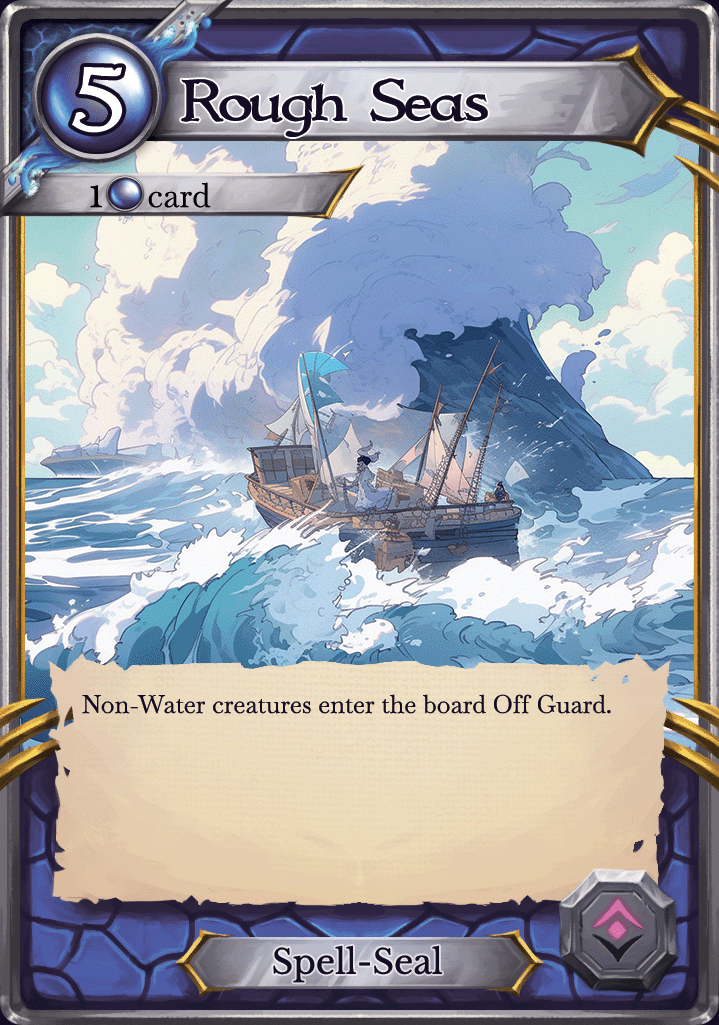 5
Rough Seas
1 card
Non-Water creatures enter the board Off Guard.
Spell-Seal